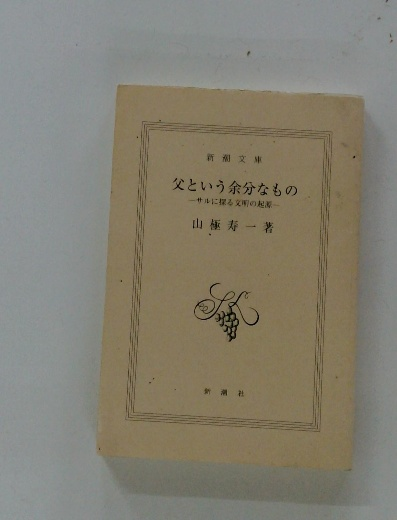 新潮文庫
父という余分なもの
―サルに探る文明の起源―
山極寿一著
新潮社